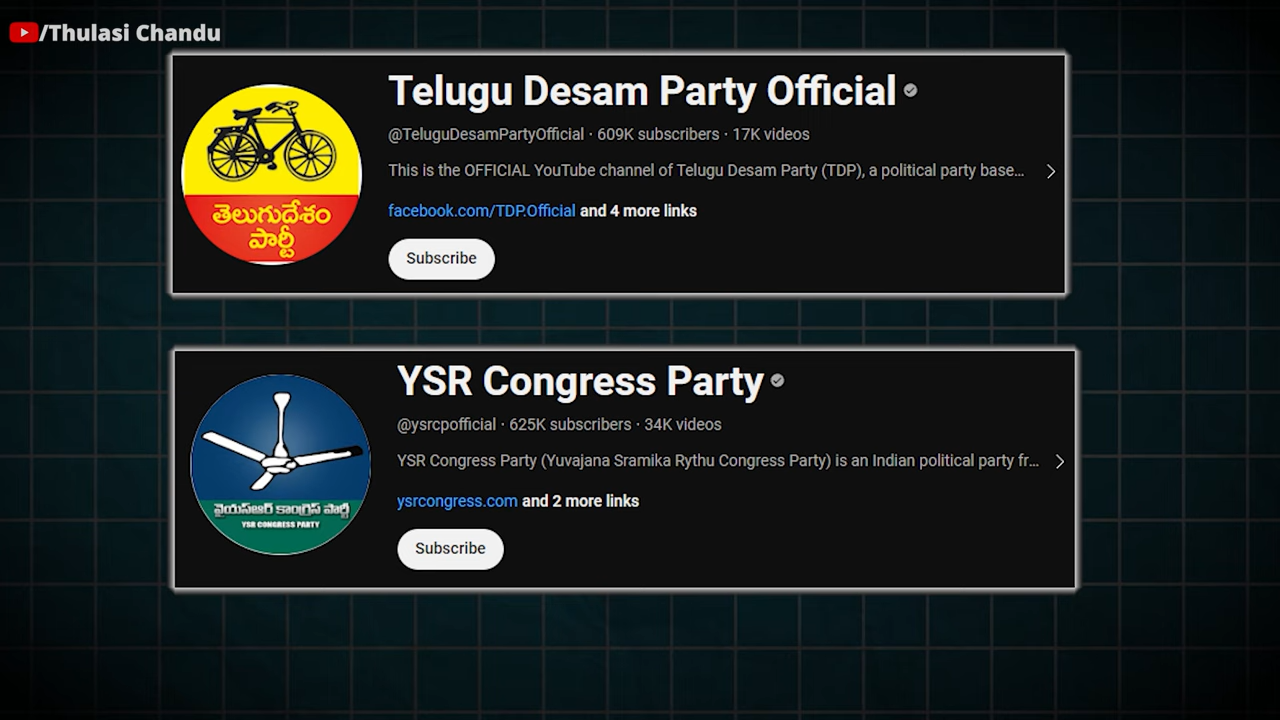 /Thulasi Chandu
Telugu Desam Party Official
@TeluguDesamPartyOfficial · 609K subscribers · 17K videos
This is the OFFICIAL YouTube channel of Telugu Desam Party (TDP), a political party base...
facebook.com/TDP.Official and 4 more links
Subscribe
తెలుగుదేశం
పార్టీ
YSR Congress Party
@ysrcpofficial · 625K subscribers · 34K videos
YSR Congress Party (Yuvajana Sramika Rythu Congress Party) is an Indian political party fr...
ysrcongress.com and 2 more links
Subscribe
వైయస్ఆర్ కాంగ్రెస్ పార్టీ
YSR CONGRESS PARTY